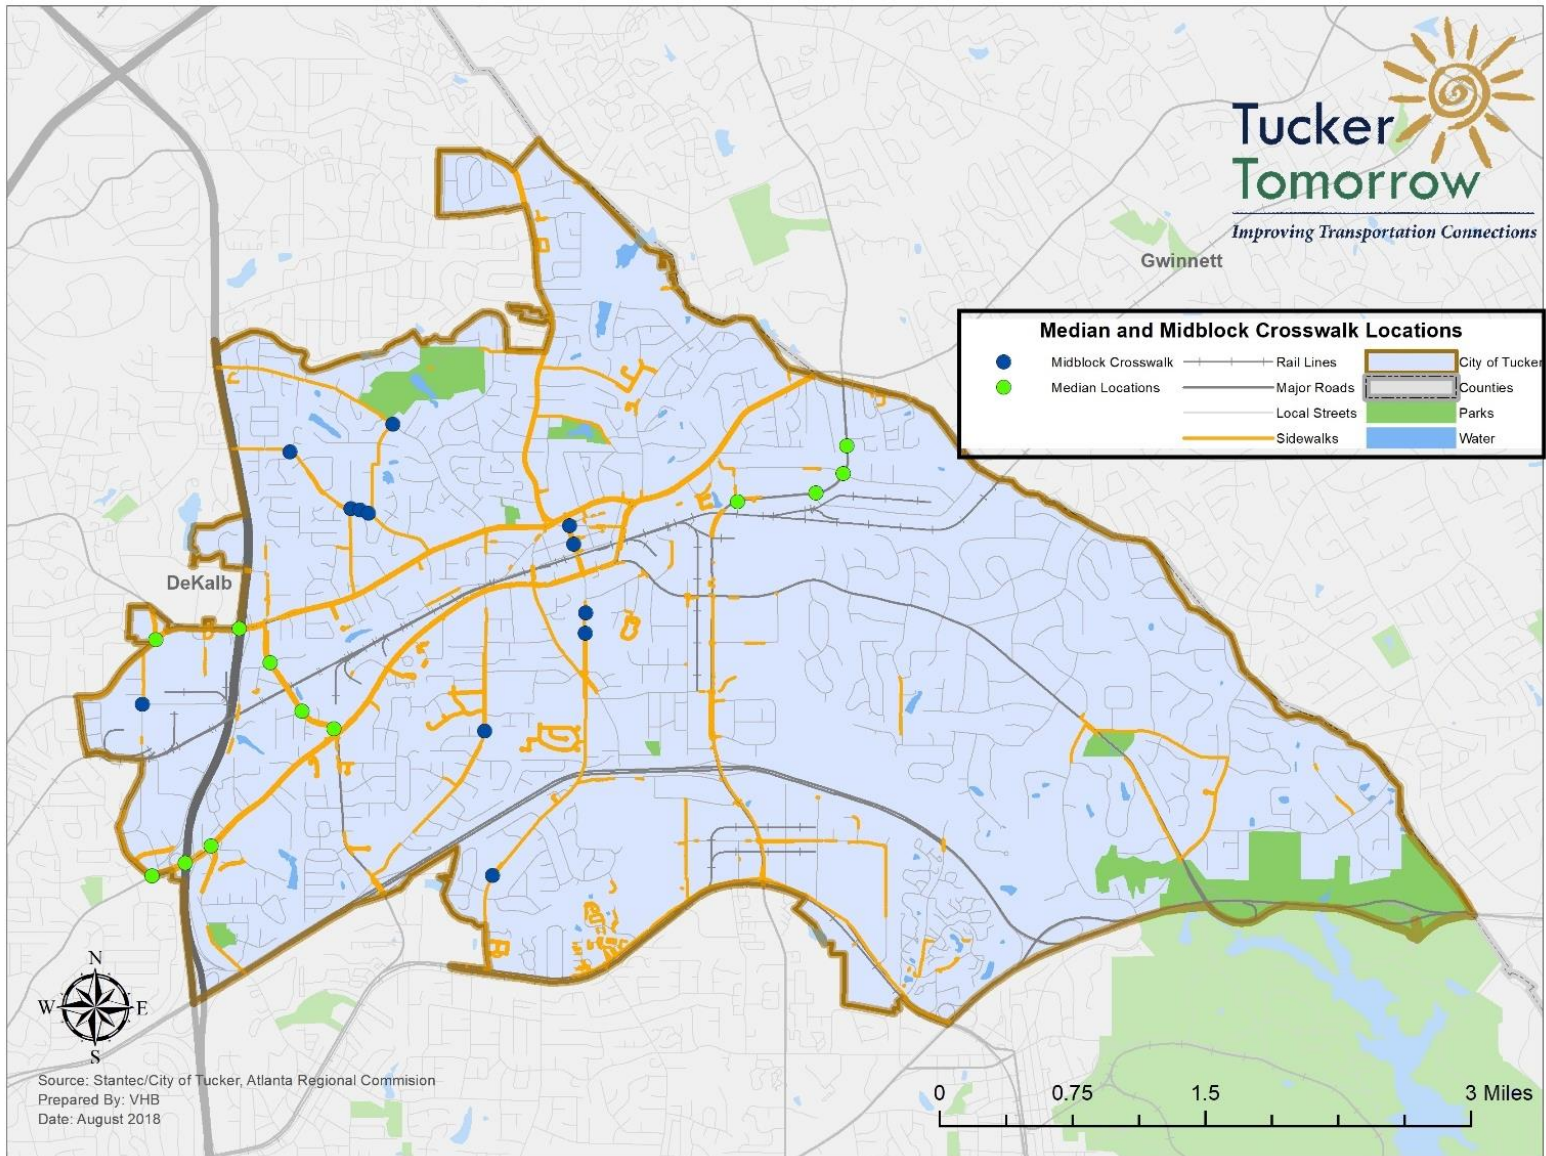 Tucker
Tomorrow
Improving Transportation Connections
Gwinnett
Median and Midblock Crosswalk Locations
Midblock Crosswalk
Rail Lines
City of Tucker
Median Locations
Major Roads
Counties
Local Streets
Parks
Sidewalks
Water
DeKalb
N
W
E
S
Source: Stantec/City of Tucker, Atlanta Regional Commision
Prepared By: VHB
Date: August 2018
0 0.75 1.5 3 Miles